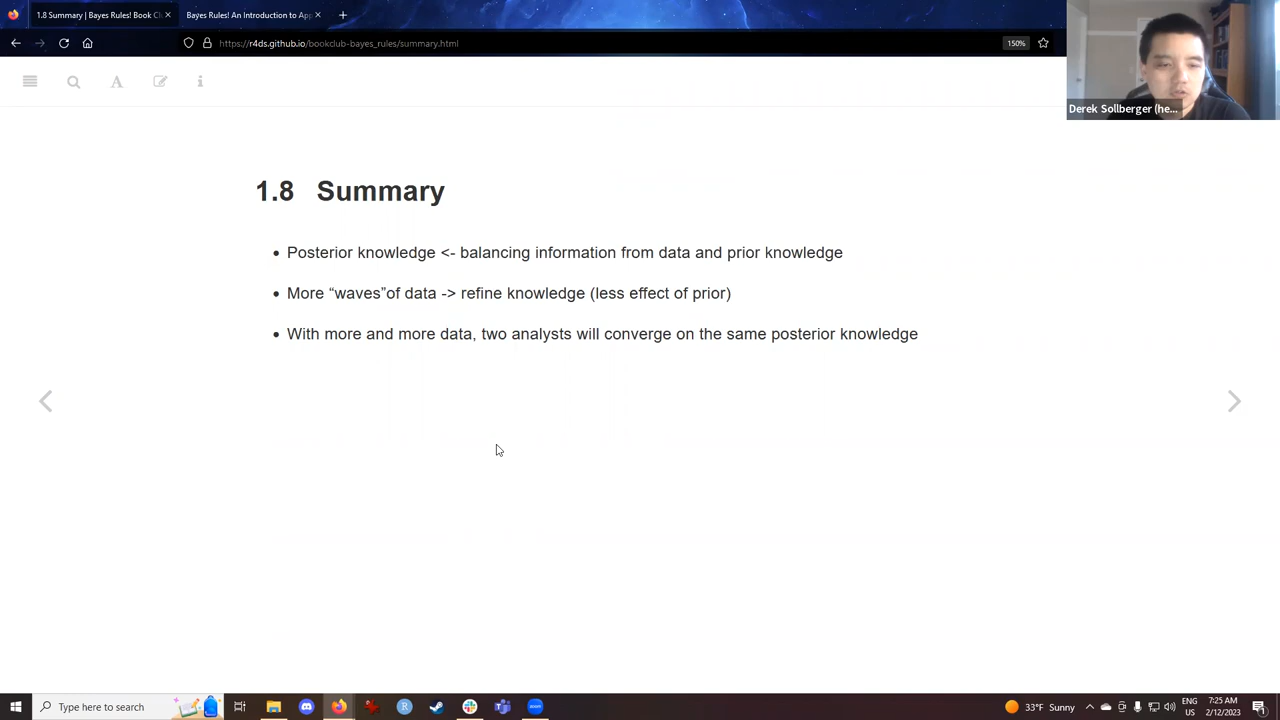 1.8 Summary | Bayes Rules! Book Cl
Bayes Rules! An Introduction to App
https://r4ds.github.io/bookclub-bayes_rules/summary.html
150%
Derek Sollberger (he...
1.8 Summary
Posterior knowledge <- balancing information from data and prior knowledge
More “waves”of data -> refine knowledge (less effect of prior)
With more and more data, two analysts will converge on the same posterior knowledge
Type here to search
33°F Sunny
ENG
US
7:25 AM
2/12/2023